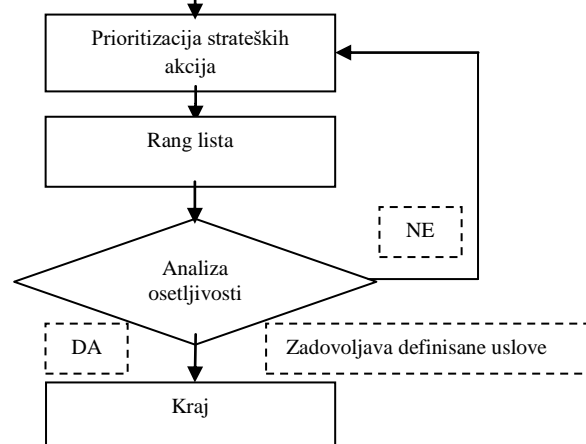 Prioritizacija strateških
akcija
Rang lista
NE
Analiza
osetljivosti
DA
Zadovoljava definisane uslove
Kraj